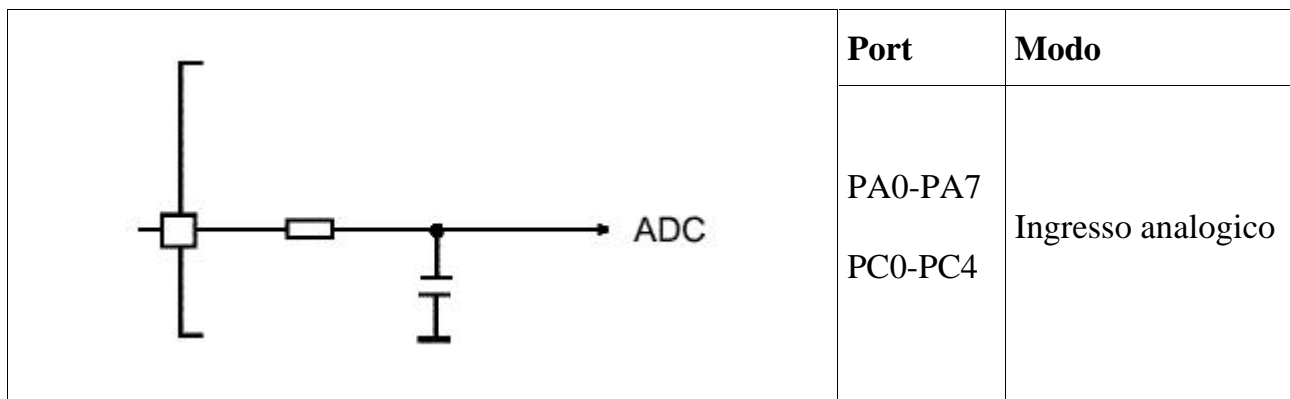 Port
Modo
ADC
PA0-PA7
PC0-PC4
Ingresso analogico